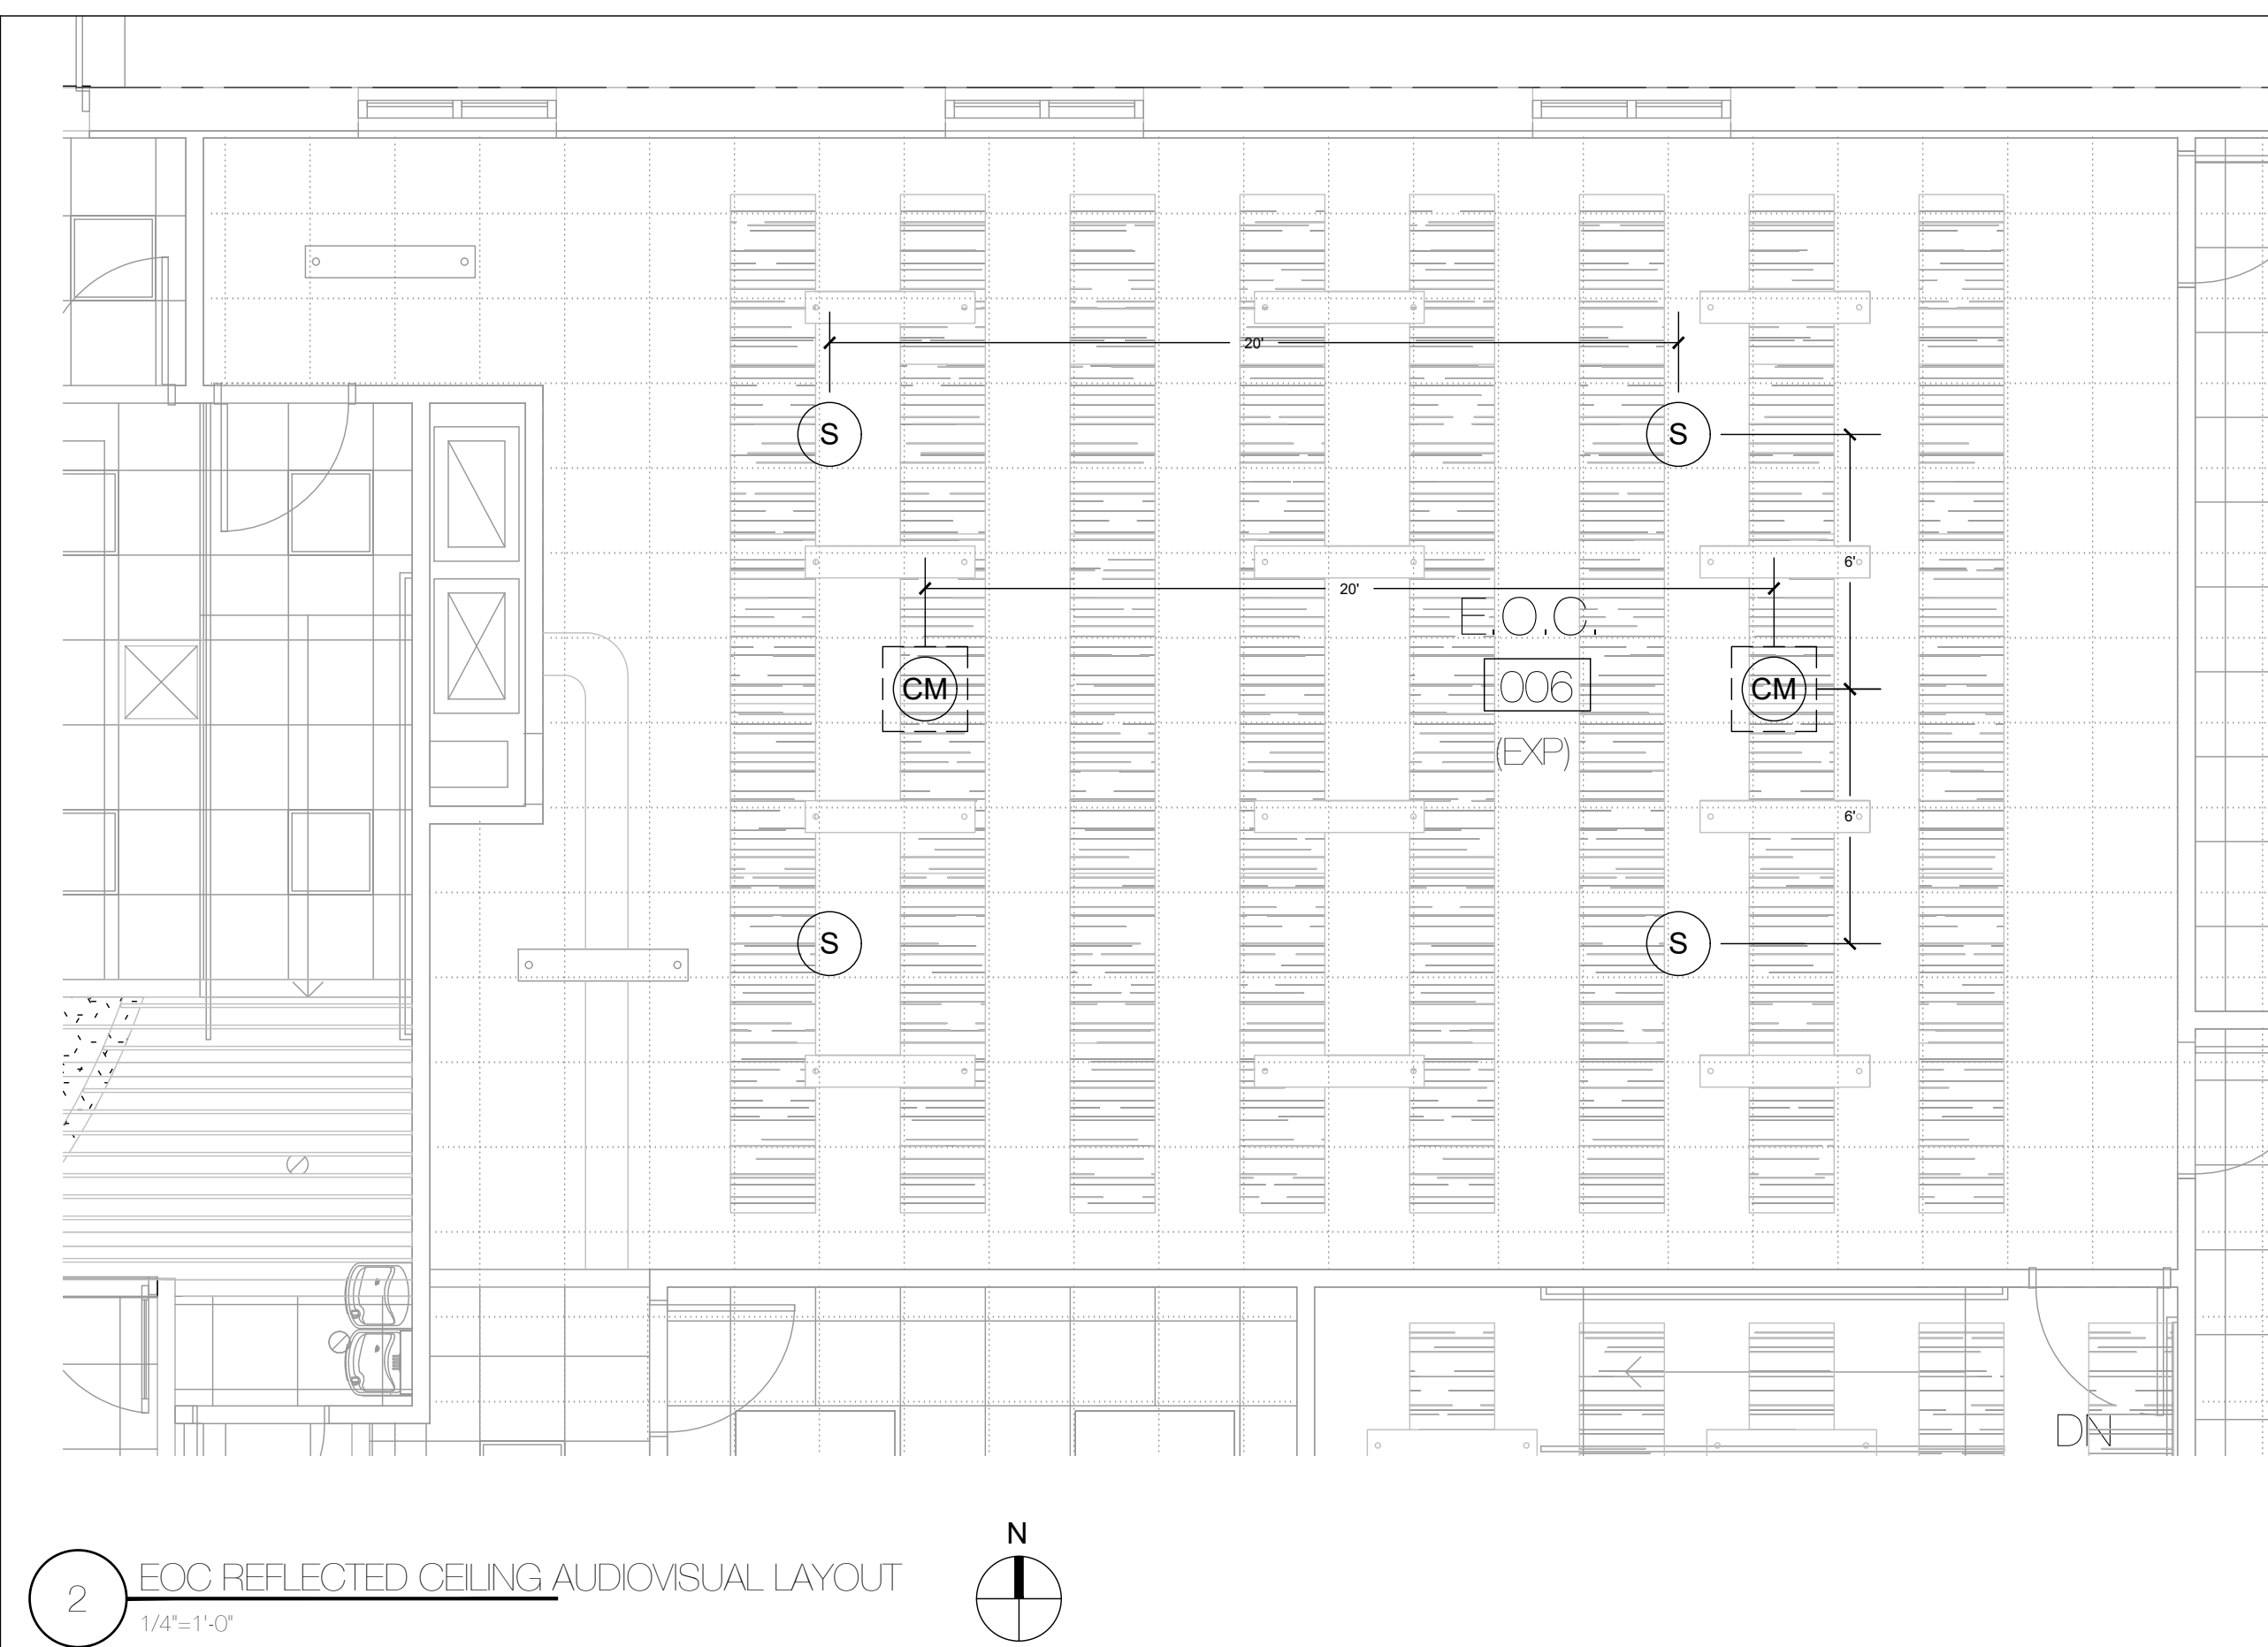 20'
S
S
6'
20'
E.O.C.
CM
006
CM
(EXP)
6'
S
S
DN
N
2
EOC REFLECTED CEILING AUDIOVISUAL LAYOUT
1/4"=1'-0"